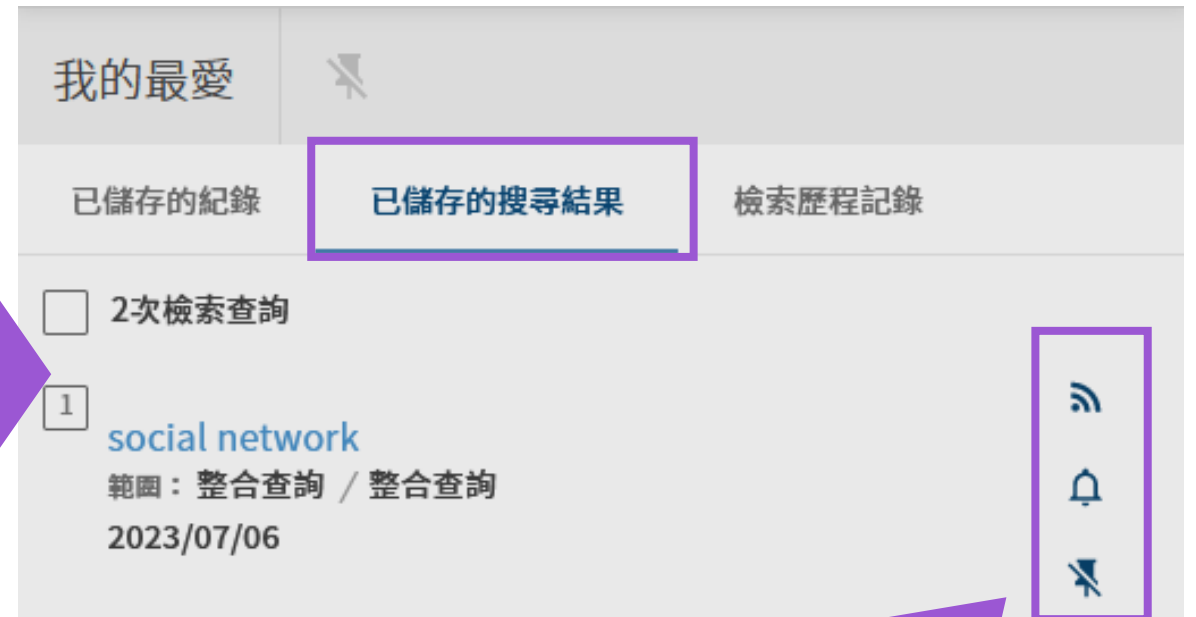 我的最愛
已儲存的紀錄 已儲存的搜尋結果 檢索歷程記錄
2次檢索查詢
1
social network
範圍：整合查詢 / 整合查詢
2023/07/06